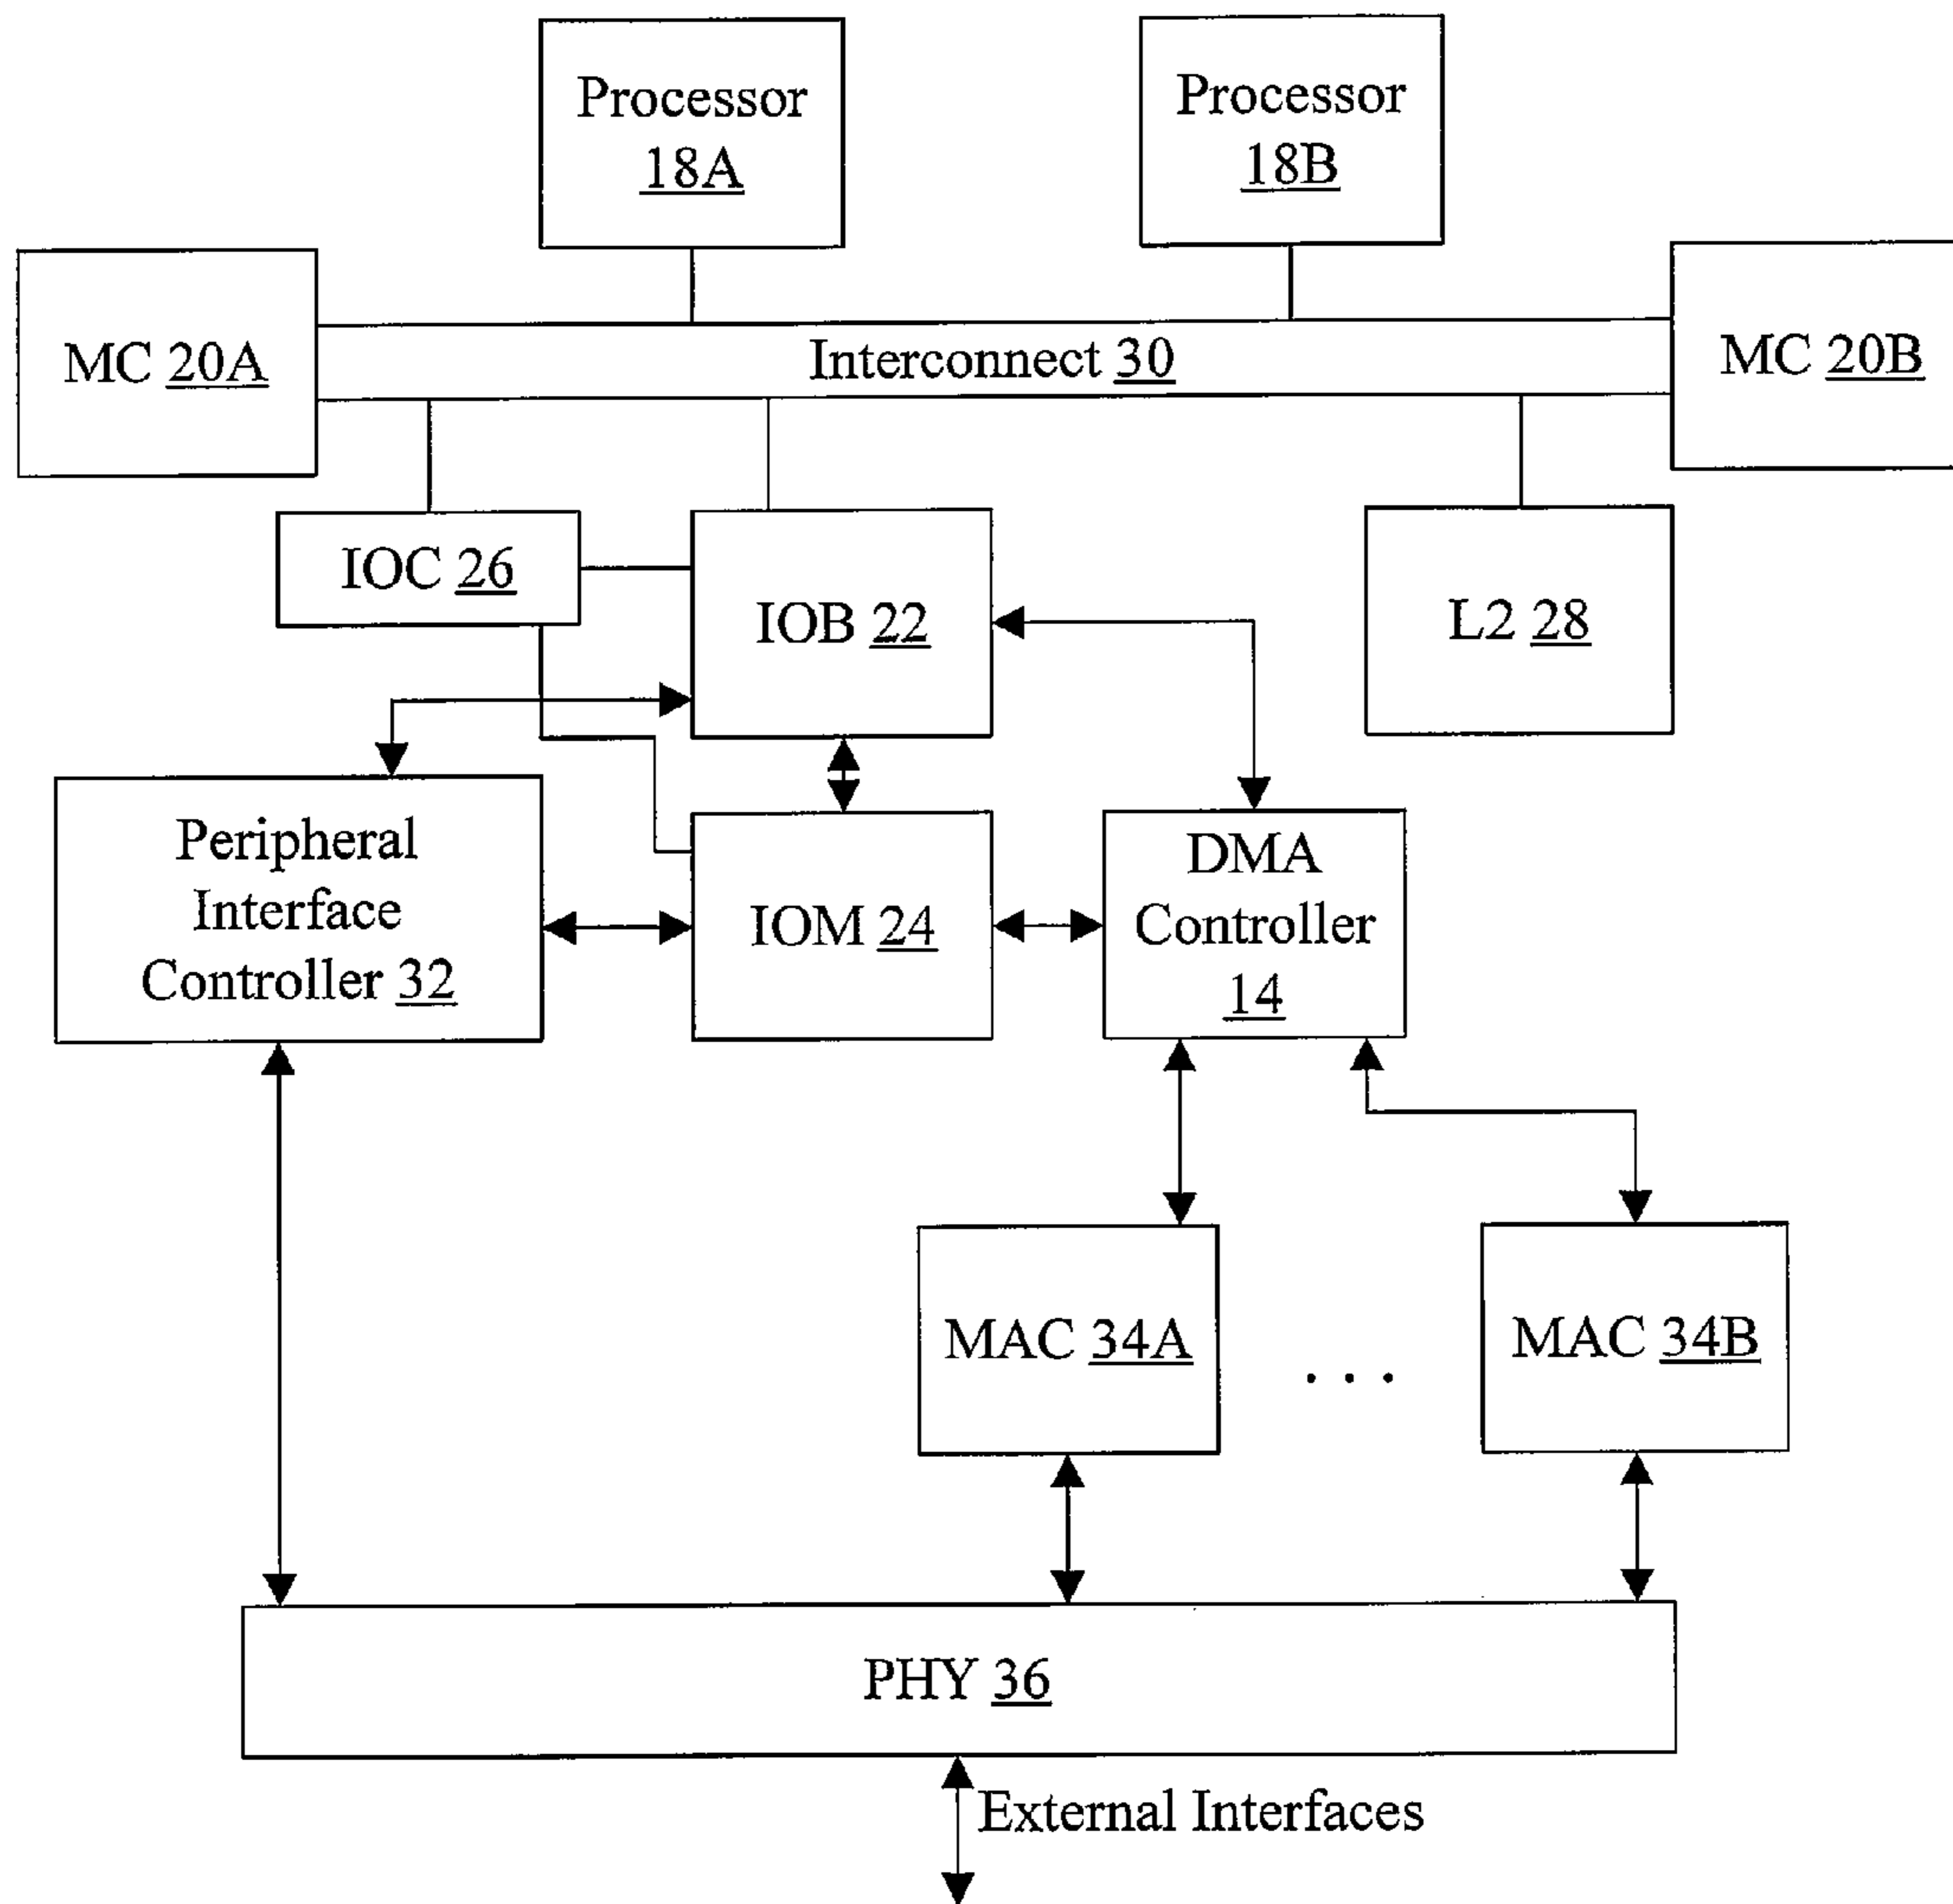 Processor
18A
Processor
18B
MC 20A
Interconnect 30
MC 20B
IOC 26
IOB 22
L2 28
Peripheral
Interface
Controller 32
IOM 24
DMA
Controller
14
MAC 34A
. . .
MAC 34B
PHY 36
External Interfaces